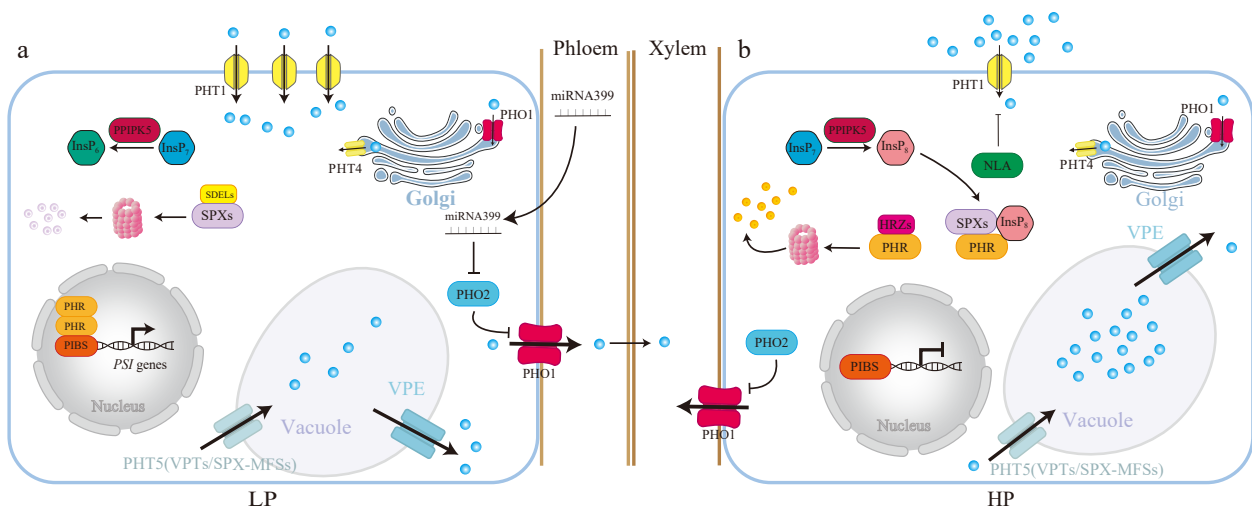 a
PHT1
InsP₆
PPIPK5
InsP₇
SDELs
SPXs
PHT4
PHO1
Golgi
Phloem
Xylem
miRNA399
miRNA399
PHO2
PHO1
PHR
PHR
PIBS
PSI genes
Nucleus
Vacuole
VPE
PHT5(VPTs/SPX-MFSs)
LP
b
PHT1
InsP₇
PPIPK5
InsP₈
NLA
PHO1
PHT4
Golgi
HRZs
PHR
SPXs
InsP₈
PHR
VPE
PHO2
PHO1
PIBS
Nucleus
Vacuole
PHT5(VPTs/SPX-MFSs)
HP